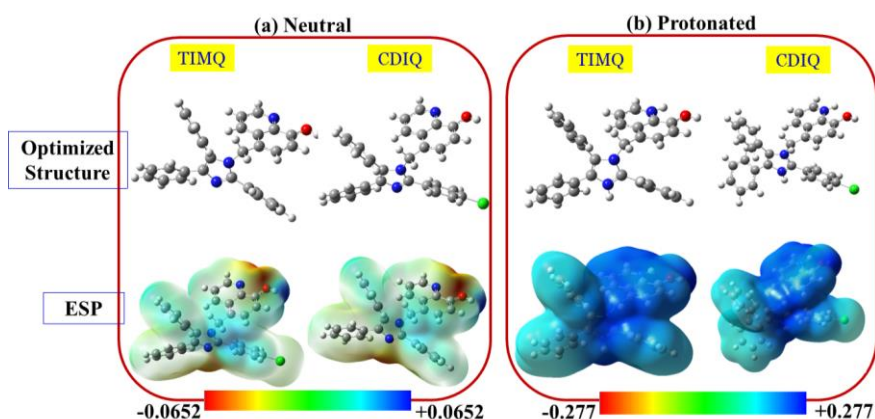 (a) Neutral
(b) Protonated
TIMQ
CDIQ
TIMQ
CDIQ
Optimized
Structure
ESP
-0.0652
+0.0652
-0.277
+0.277